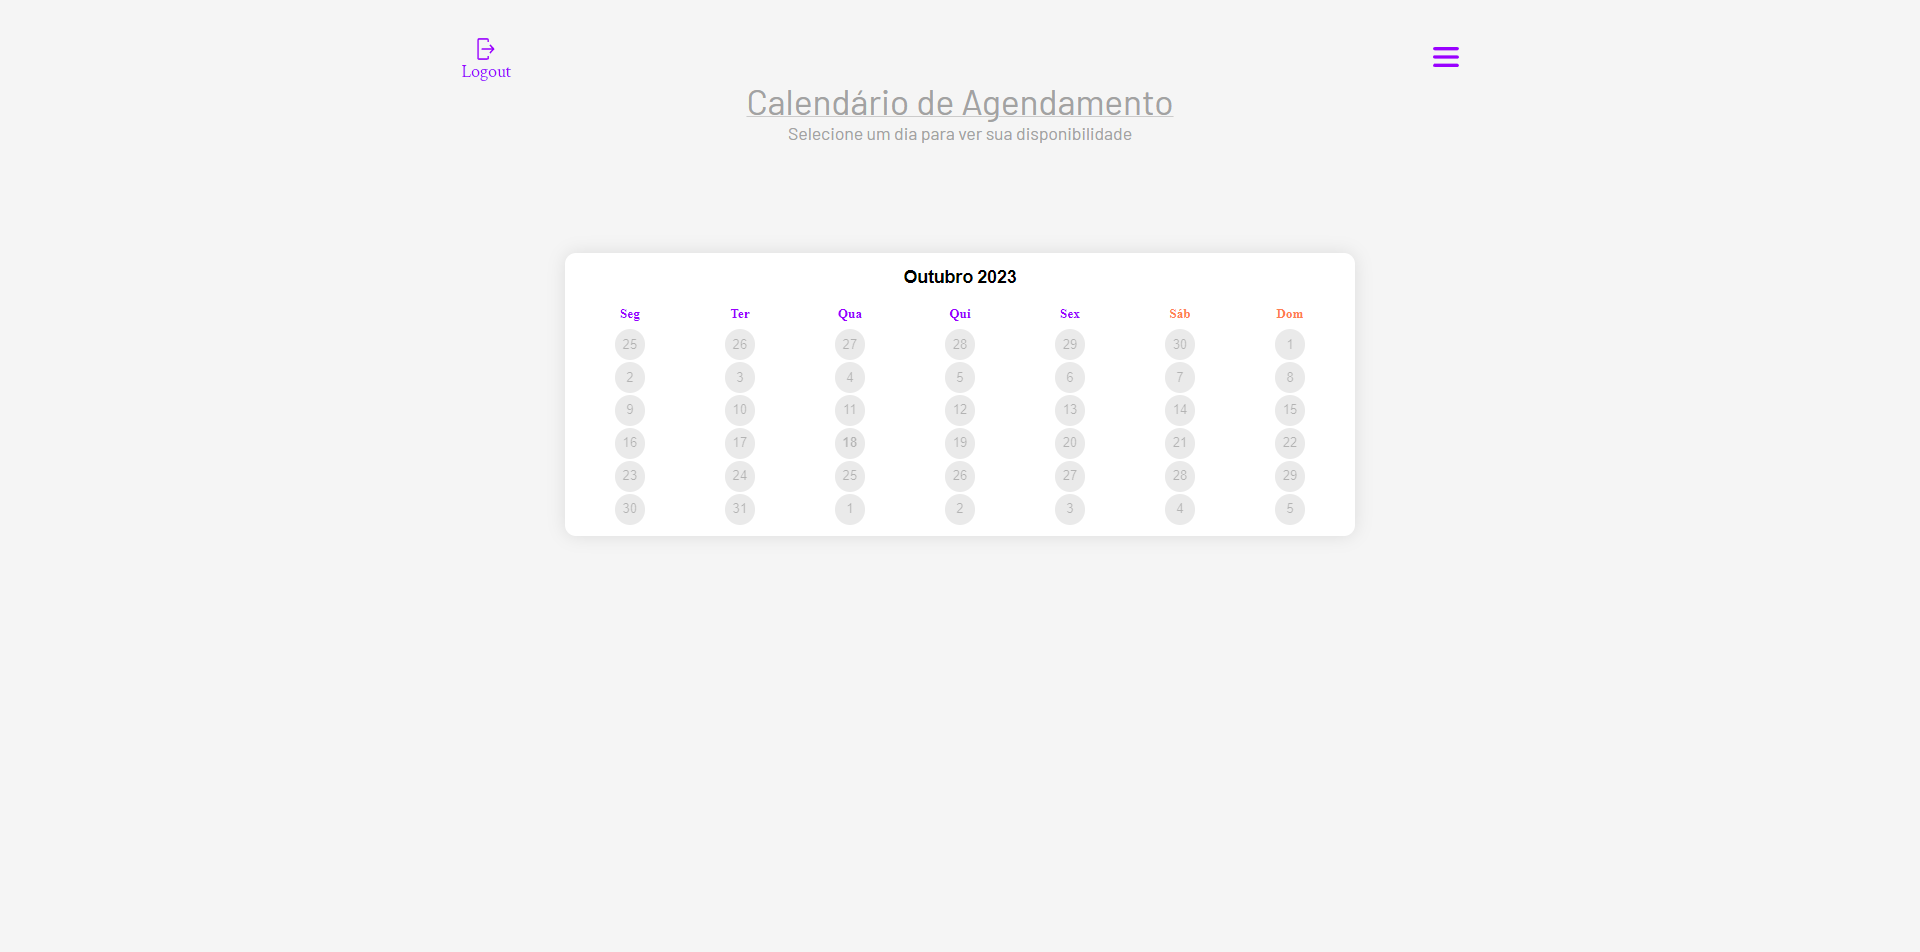 Logout
Calendário de Agendamento
Selecione um dia para ver sua disponibilidade
Outubro 2023
Seg Ter Qua Qui Sex Sáb Dom
25 26 27 28 29 30 1
2 3 4 5 6 7 8
9 10 11 12 13 14 15
16 17 18 19 20 21 22
23 24 25 26 27 28 29
30 31 1 2 3 4 5